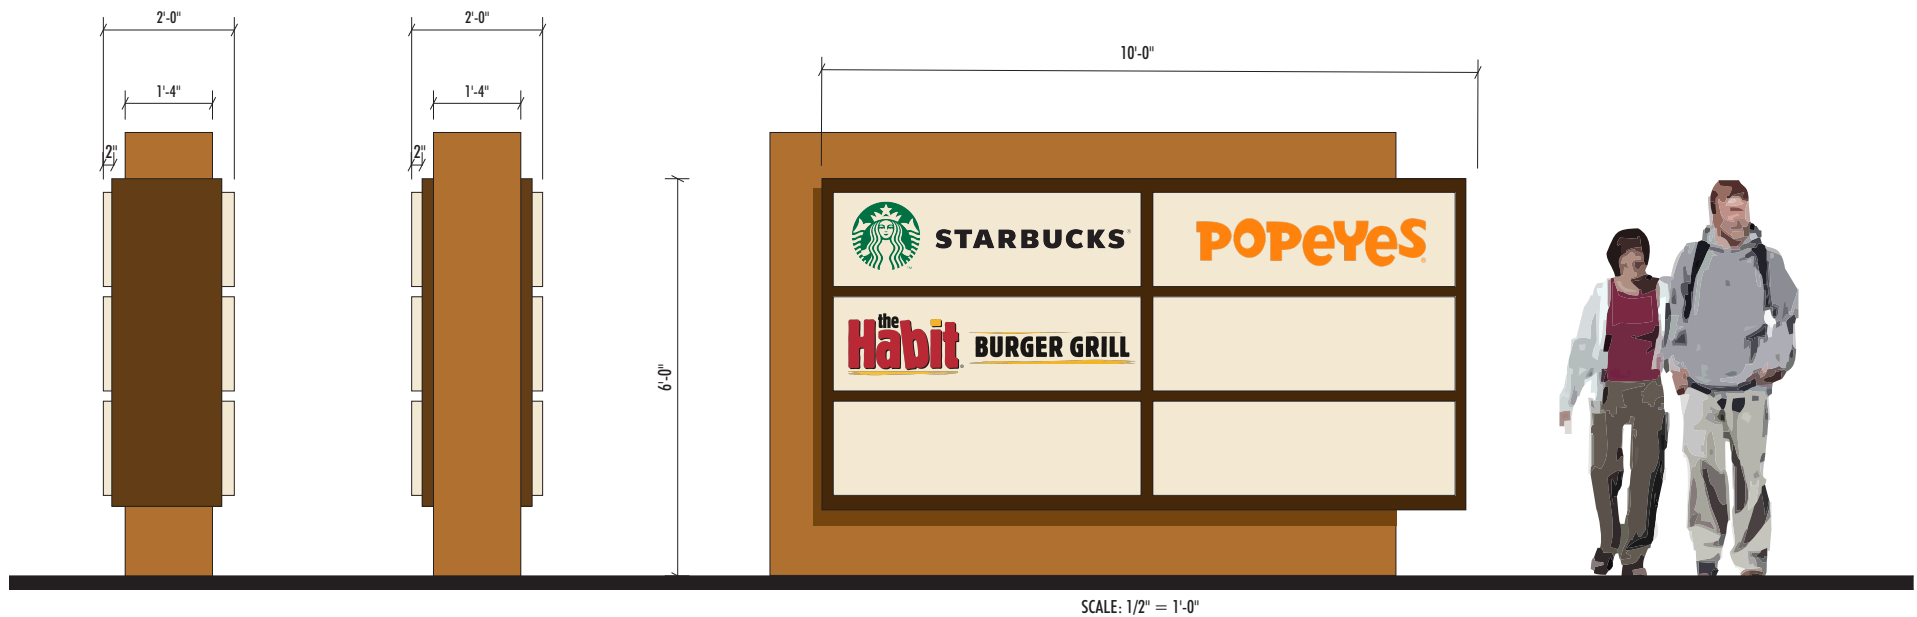 2'-0"
2'-0"
10'-0"
1'-4"
1'-4"
2"
2"
STARBUCKS®
™
POPEYES®
the
Habit®
BURGER GRILL
6'-0"
SCALE: 1/2" = 1'-0"